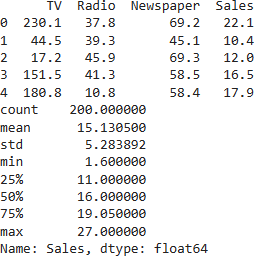 TV Radio Newspaper Sales
0 230.1 37.8 69.2 22.1
1 44.5 39.3 45.1 10.4
2 17.2 45.9 69.3 12.0
3 151.5 41.3 58.5 16.5
4 180.8 10.8 58.4 17.9
count 200.000000
mean 15.130500
std 5.283892
min 1.600000
25% 11.000000
50% 16.000000
75% 19.050000
max 27.000000
Name: Sales, dtype: float64